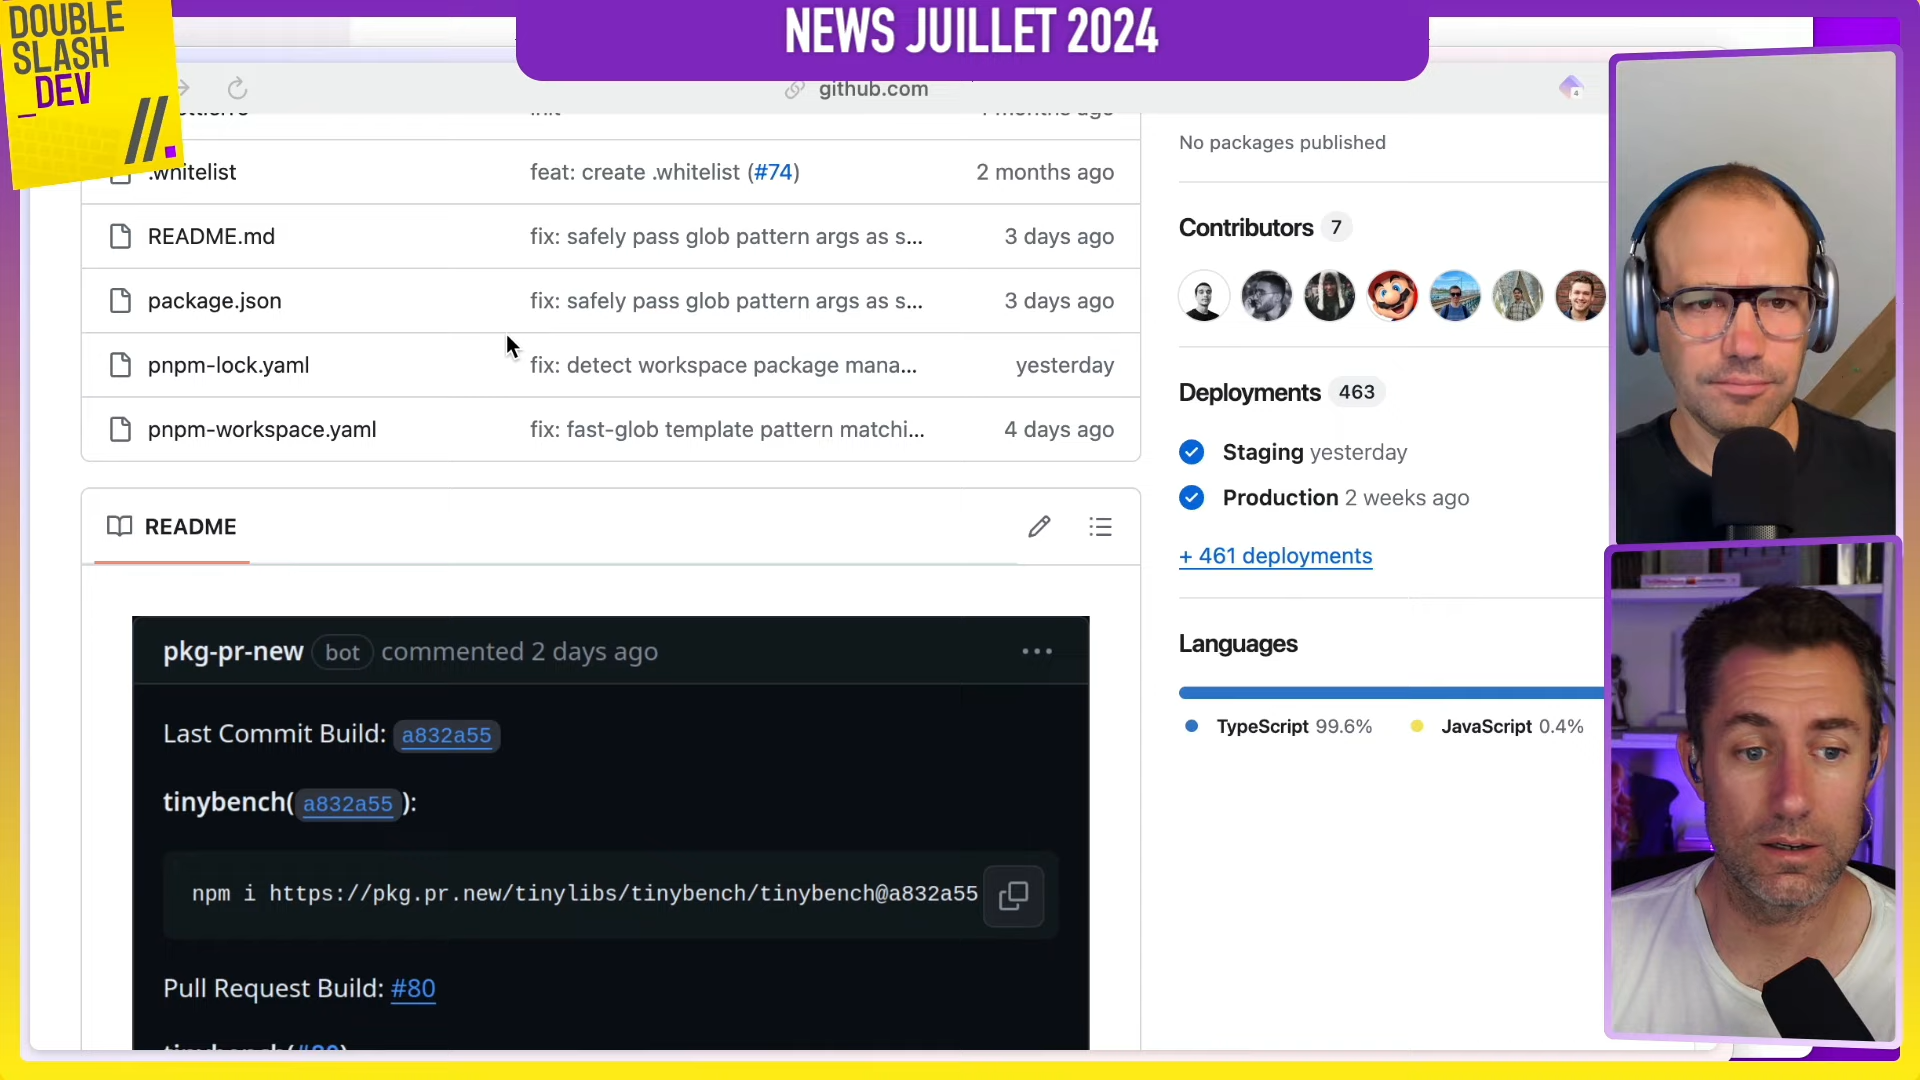 DOUBLE
SLASH
_DEV
//.
NEWS JUILLET 2024
github.com
4
.whitelist
feat: create .whitelist (#74)
2 months ago
README.md
fix: safely pass glob pattern args as s...
3 days ago
package.json
fix: safely pass glob pattern args as s...
3 days ago
pnpm-lock.yaml
fix: detect workspace package mana...
yesterday
pnpm-workspace.yaml
fix: fast-glob template pattern matchi...
4 days ago
README
pkg-pr-new bot commented 2 days ago
Last Commit Build: a832a55
tinybench(a832a55):
npm i https://pkg.pr.new/tinylibs/tinybench/tinybench@a832a55
Pull Request Build: #80
tinybench(#80)
No packages published
Contributors 7
Deployments 463
Staging yesterday
Production 2 weeks ago
+ 461 deployments
Languages
TypeScript 99.6%
JavaScript 0.4%